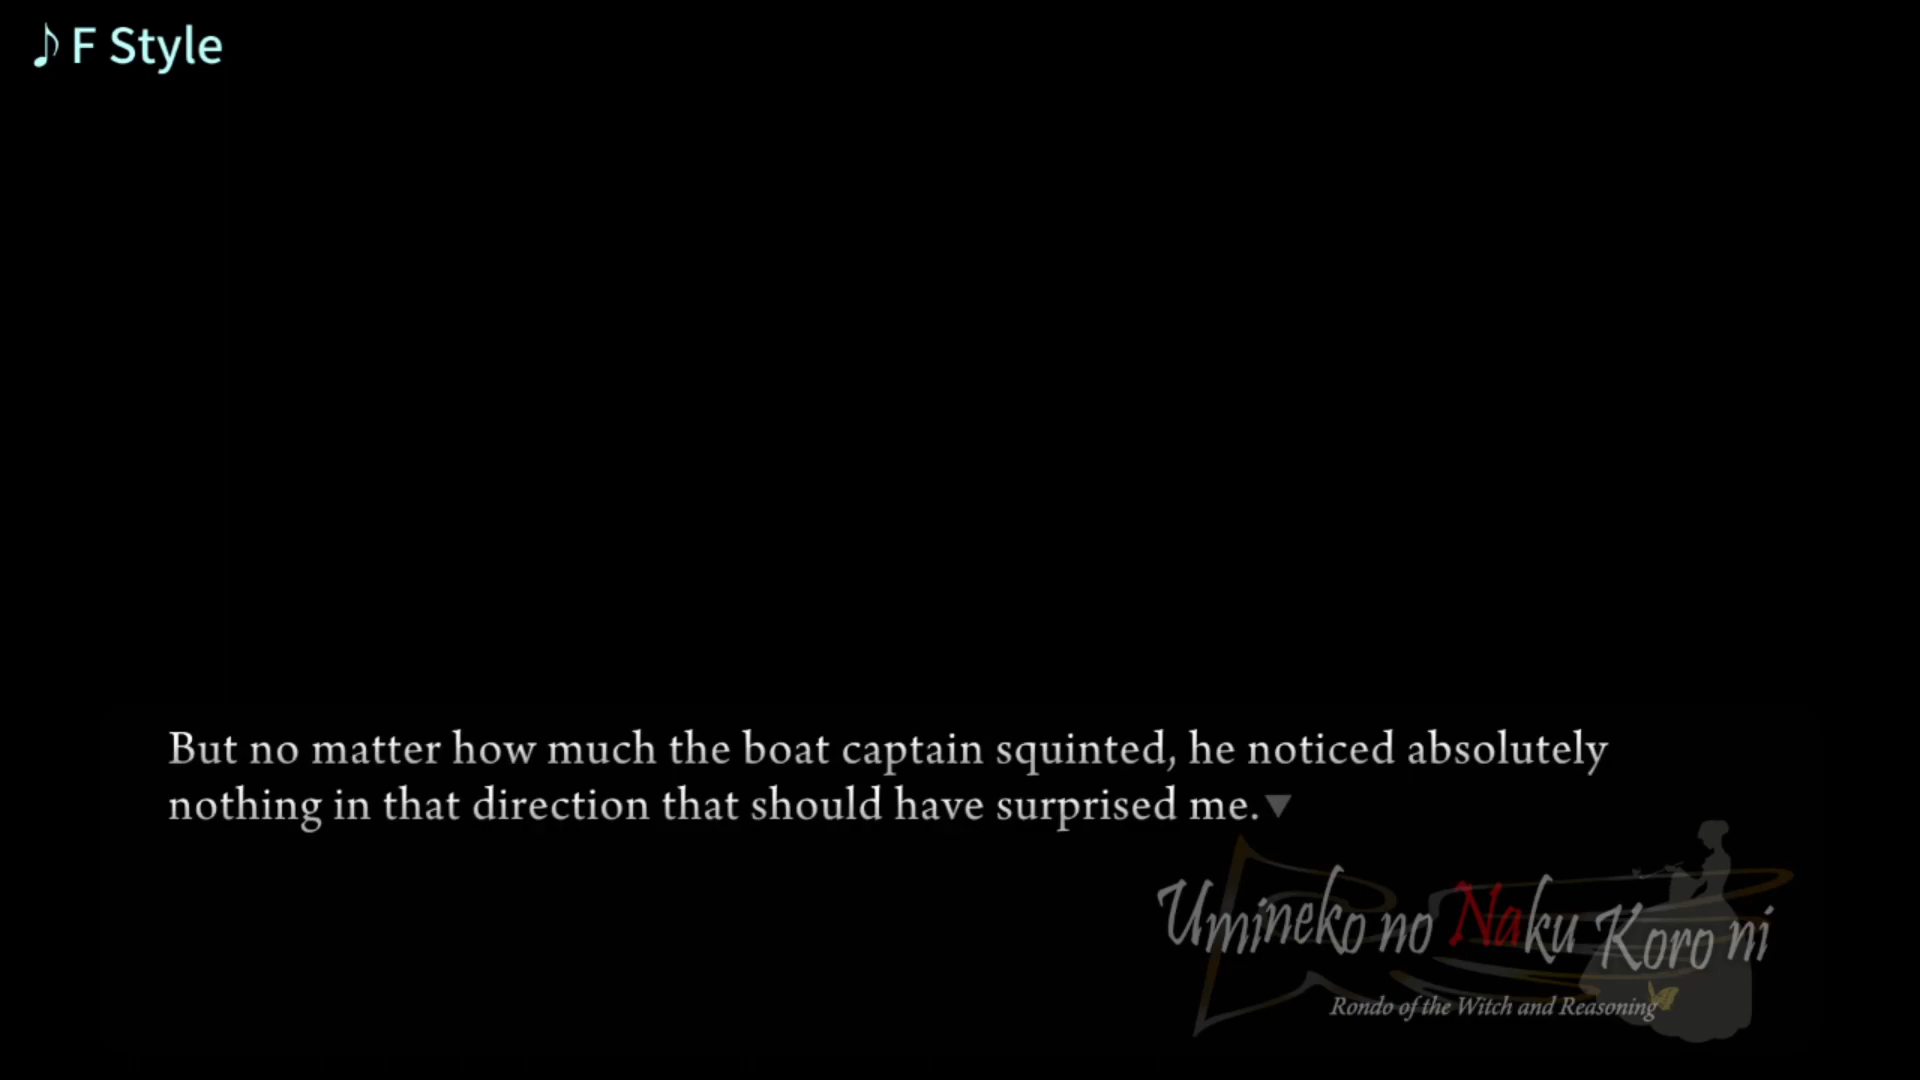 ♪ F Style
But no matter how much the boat captain squinted, he noticed absolutely
nothing in that direction that should have surprised me.
Umineko no Naku Koro ni
Rondo of the Witch and Reasoning